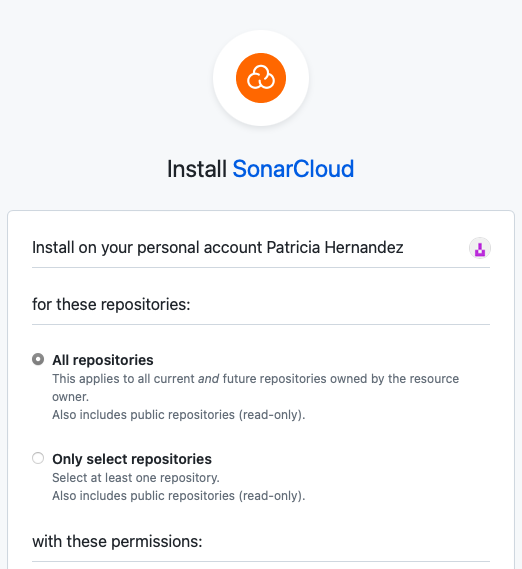 Install SonarCloud
Install on your personal account Patricia Hernandez
for these repositories:
All repositories
This applies to all current and future repositories owned by the resource
owner.
Also includes public repositories (read-only).
Only select repositories
Select at least one repository.
Also includes public repositories (read-only).
with these permissions: